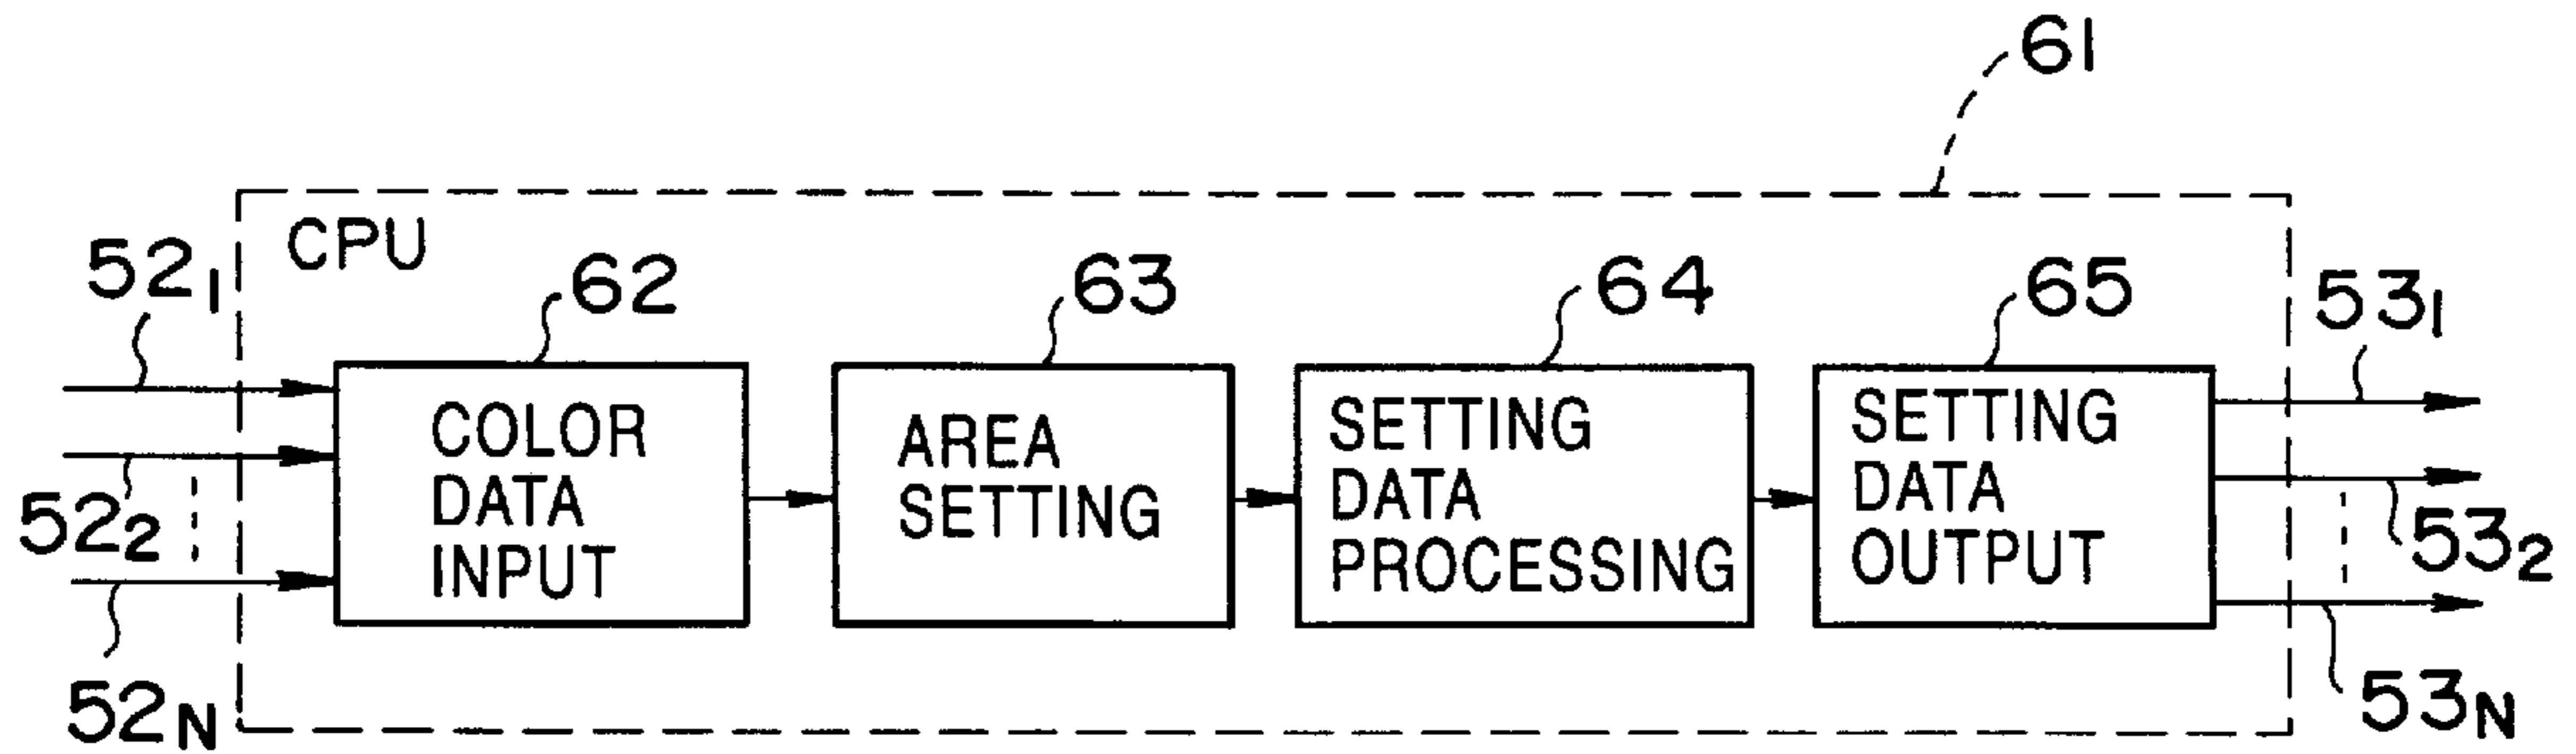 61
CPU
52₁
62
63
64
65
53₁
COLOR
DATA
INPUT
AREA
SETTING
SETTING
DATA
PROCESSING
SETTING
DATA
OUTPUT
52₂
53₂
52N
53N